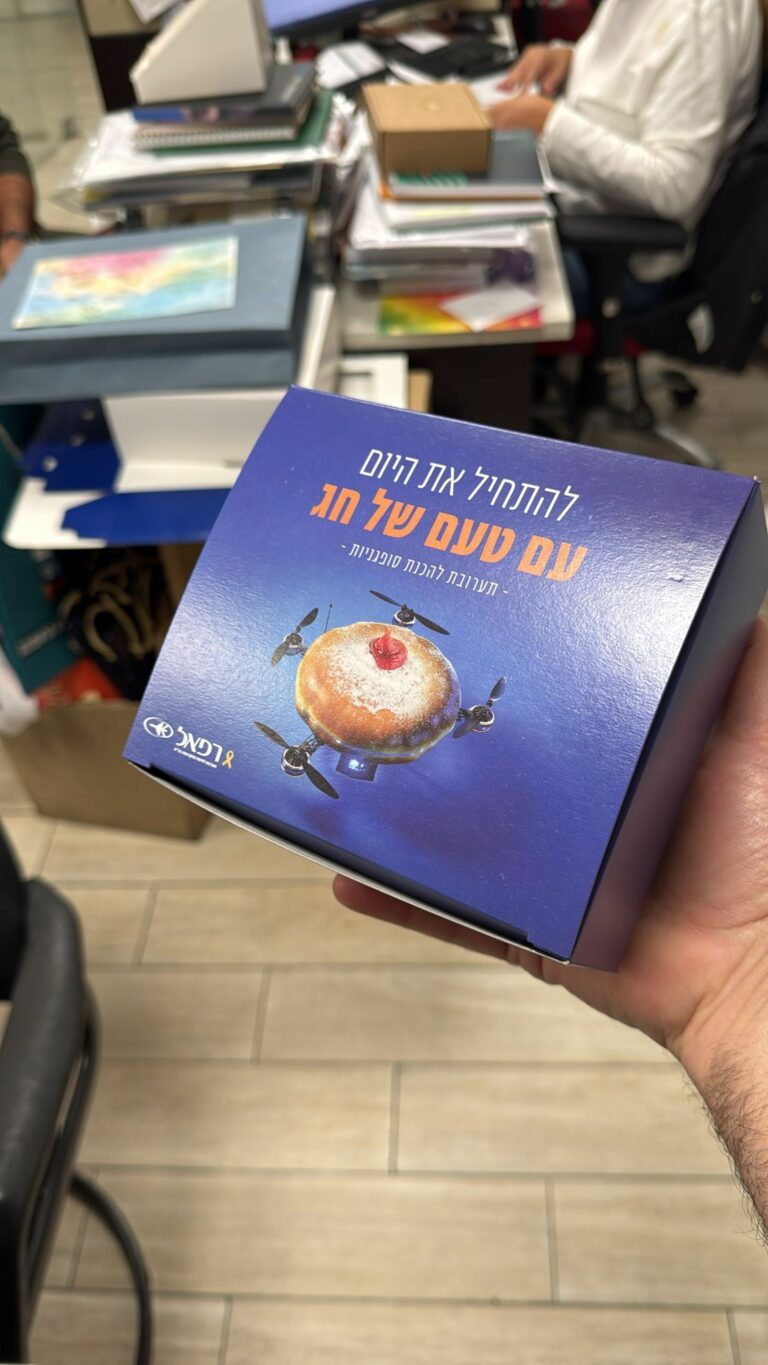 להתחיל את היום
עם טעם של חג
- תערובת להכנת סופגניות -
רפאל